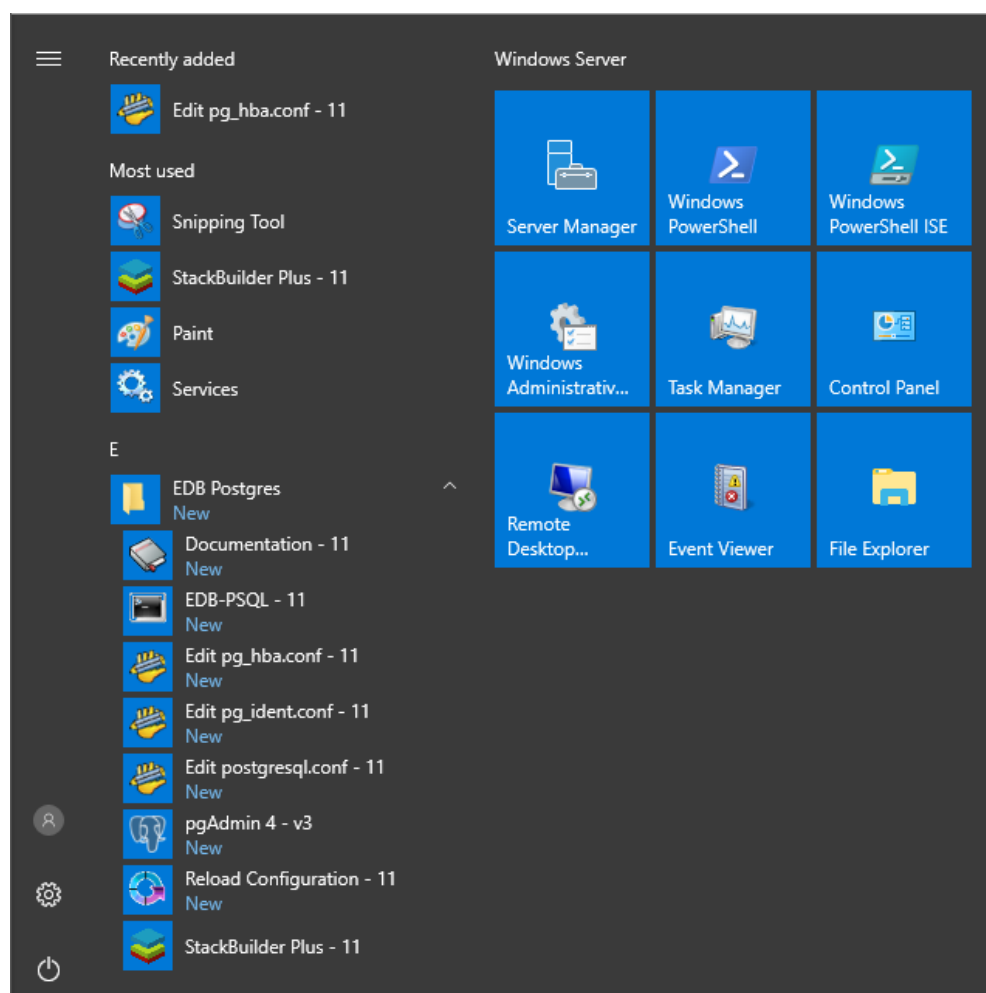 Recently added
Edit pg_hba.conf - 11
Most used
Snipping Tool
StackBuilder Plus - 11
Paint
Services
E
EDB Postgres
New
Documentation - 11
New
EDB-PSQL - 11
New
Edit pg_hba.conf - 11
New
Edit pg_ident.conf - 11
New
Edit postgresql.conf - 11
New
pgAdmin 4 - v3
New
Reload Configuration - 11
New
StackBuilder Plus - 11
Windows Server
Server Manager
Windows
PowerShell
Windows
PowerShell ISE
Windows
Administrativ...
Task Manager
Control Panel
Remote
Desktop...
Event Viewer
File Explorer